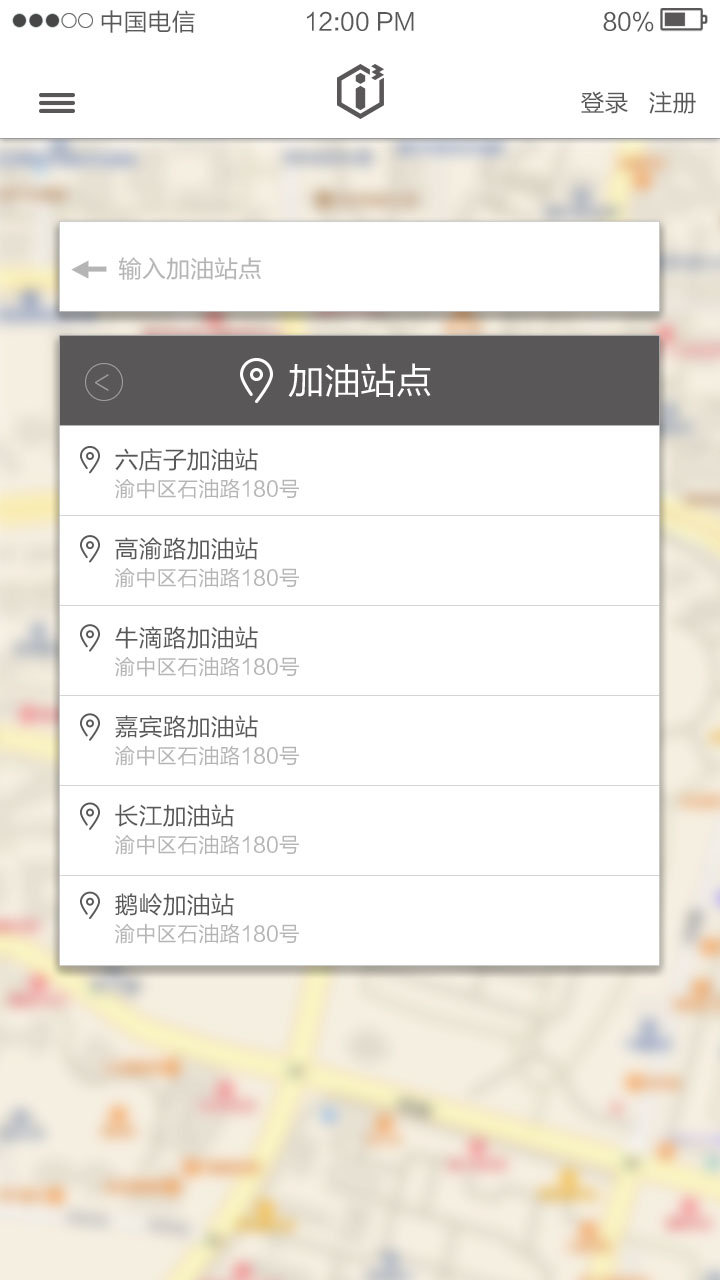 中国电信 12:00 PM 80%
登录 注册
输入加油站点
加油站点
六店子加油站
渝中区石油路180号
高渝路加油站
渝中区石油路180号
牛滴路加油站
渝中区石油路180号
嘉宾路加油站
渝中区石油路180号
长江加油站
渝中区石油路180号
鹅岭加油站
渝中区石油路180号